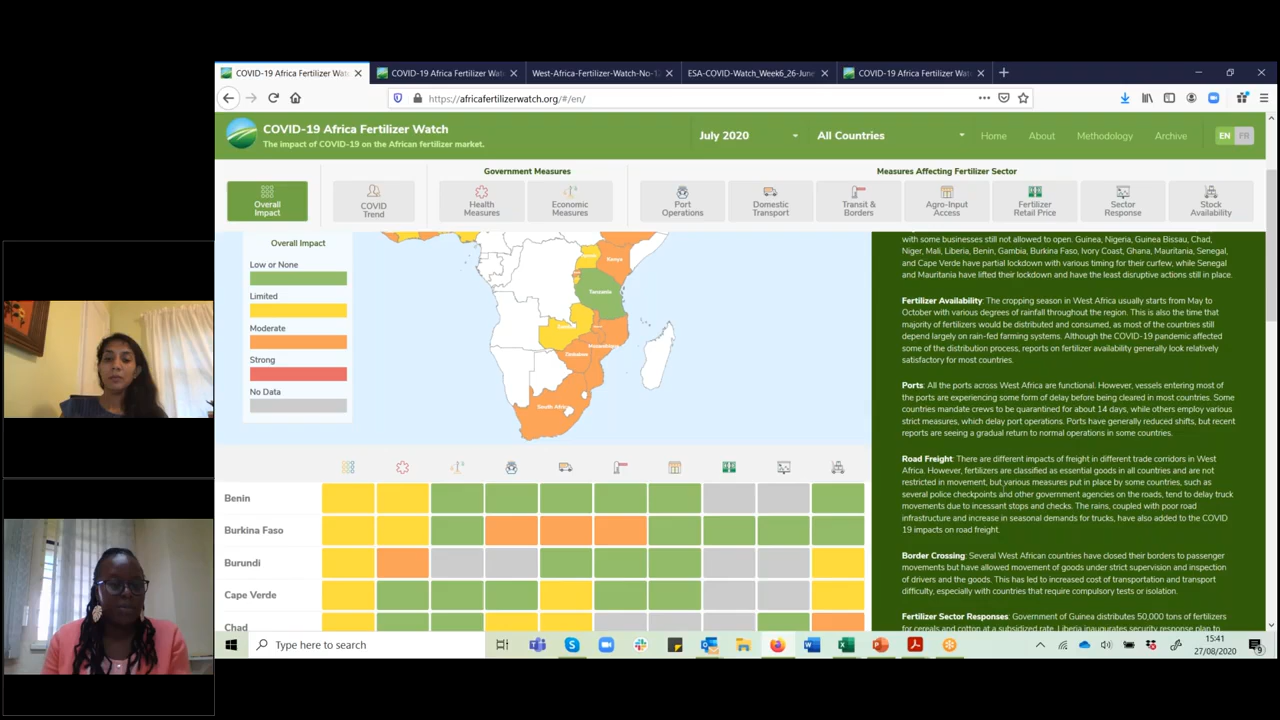 COVID-19 Africa Fertilizer Wat
COVID-19 Africa Fertilizer Wat
West-Africa-Fertilizer-Watch-No-1
ESA-COVID-Watch_Week6_26-June
COVID-19 Africa Fertilizer Wat
https://africafertilizerwatch.org/#/en/
COVID-19 Africa Fertilizer Watch
The impact of COVID-19 on the African fertilizer market.
July 2020
All Countries
Home
About
Methodology
Archive
EN
FR
Government Measures
Measures Affecting Fertilizer Sector
Overall
Impact
COVID
Trend
Health
Measures
Economic
Measures
Port
Operations
Domestic
Transport
Transit &
Borders
Agro-Input
Access
Fertilizer
Retail Price
Sector
Response
Stock
Availability
Overall Impact
Low or None
Limited
Moderate
Strong
No Data
Kenya
Tanzania
Zambia
Mozambique
Zimbabwe
South Africa
with some businesses still not allowed to open. Guinea, Nigeria, Guinea Bissau, Chad,
Niger, Mali, Liberia, Benin, Gambia, Burkina Faso, Ivory Coast, Ghana, Mauritania, Senegal,
and Cape Verde have partial lockdown with various timing for their curfew, while Senegal
and Mauritania have lifted their lockdown and have the least disruptive actions still in place.
Fertilizer Availability: The cropping season in West Africa usually starts from May to
October with various degrees of rainfall throughout the region. This is also the time that
majority of fertilizers would be distributed and consumed, as most of the countries still
depend largely on rain-fed farming systems. Although the COVID-19 pandemic affected
some of the distribution process, reports on fertilizer availability generally look relatively
satisfactory for most countries.
Ports: All the ports across West Africa are functional. However, vessels entering most of
the ports are experiencing some form of delay before being cleared in most countries. Some
countries mandate crews to be quarantined for about 14 days, while others employ various
strict measures, which delay port operations. Ports have generally reduced shifts, but recent
reports are seeing a gradual return to normal operations in some countries.
Road Freight: There are different impacts of freight in different trade corridors in West
Africa. However, fertilizers are classified as essential goods in all countries and are not
restricted in movement, but various measures put in place by some countries, such as
several police checkpoints and other government agencies on the roads, tend to delay truck
movements due to incessant stops and checks. The rains, coupled with poor road
infrastructure and increase in seasonal demands for trucks, have also added to the COVID
19 impacts on road freight.
Border Crossing: Several West African countries have closed their borders to passenger
movements but have allowed movement of goods under strict supervision and inspection
of drivers and the goods. This has led to increased cost of transportation and transport
difficulty, especially with countries that require compulsory tests or isolation.
Fertilizer Sector Responses: Government of Guinea distributes 50,000 tons of fertilizers
for cereals and cotton at a subsidized rate. Liberia inaugurates security response plan to
Benin
Burkina Faso
Burundi
Cape Verde
Chad
Type here to search
15:41
27/08/2020
9